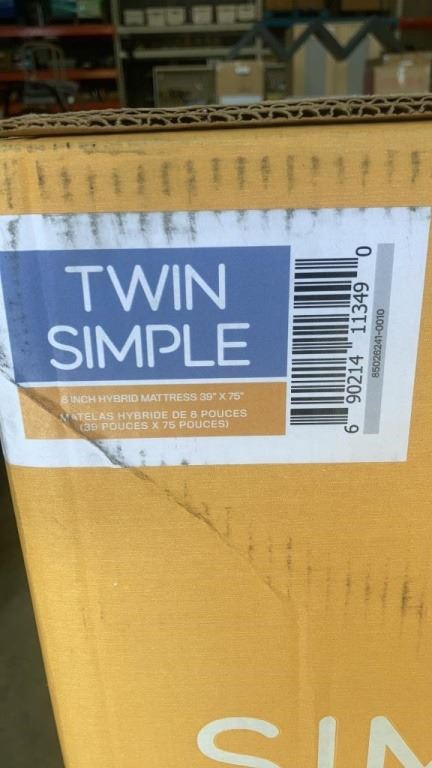 TWIN
SIMPLE
8 INCH HYBRID MATTRESS 39" X 75"
MATELAS HYBRIDE DE 8 POUCES
(39 POUCES X 75 POUCES)
6 90214 11349 0
85026241-0010
SIM